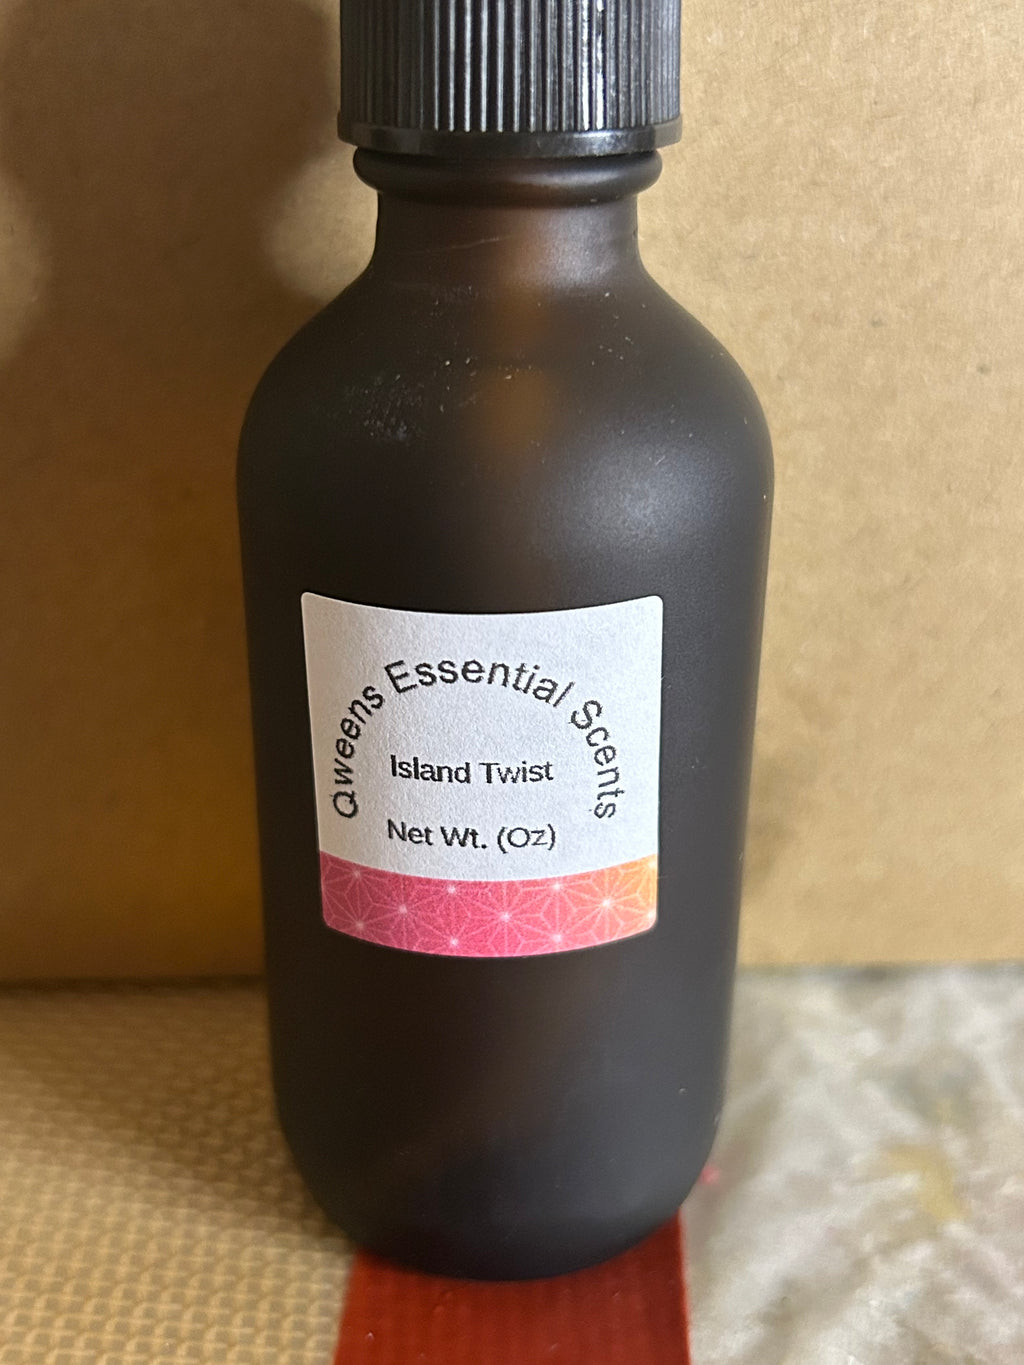 Qweens Essential Scents
Island Twist
Net Wt. (Oz)